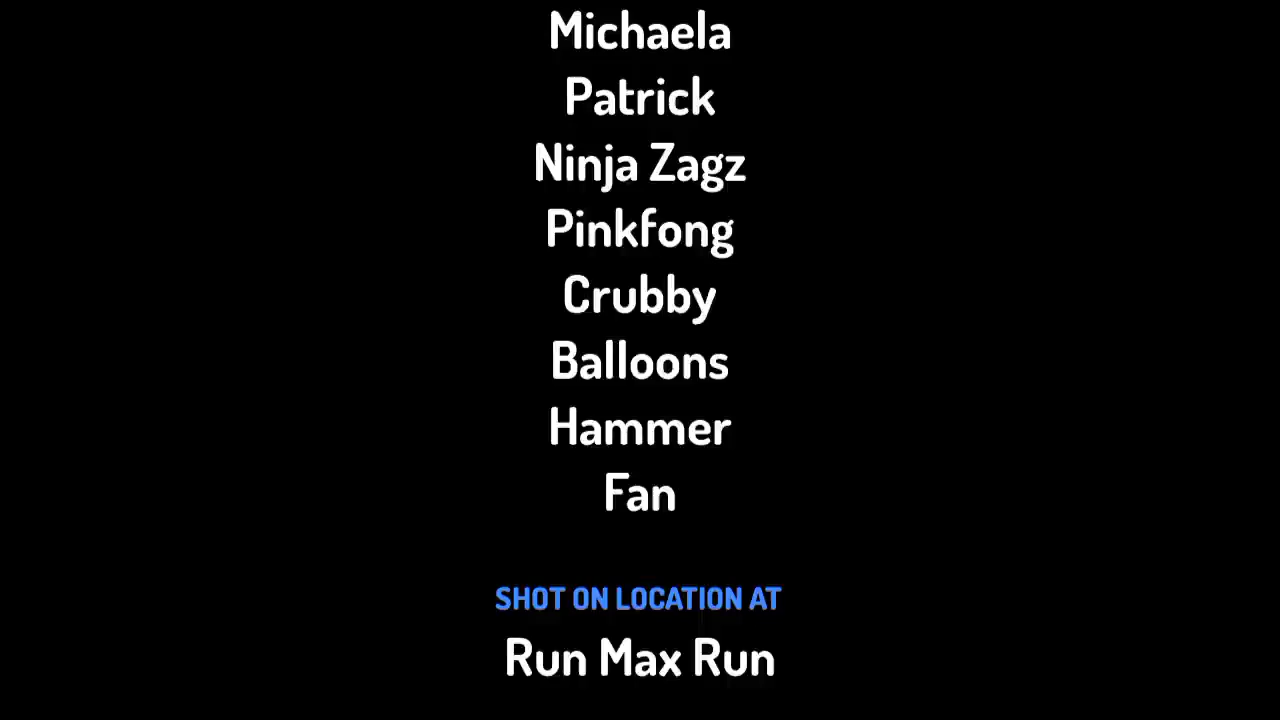 Michaela
Patrick
Ninja Zagz
Pinkfong
Crubby
Balloons
Hammer
Fan
SHOT ON LOCATION AT
Run Max Run